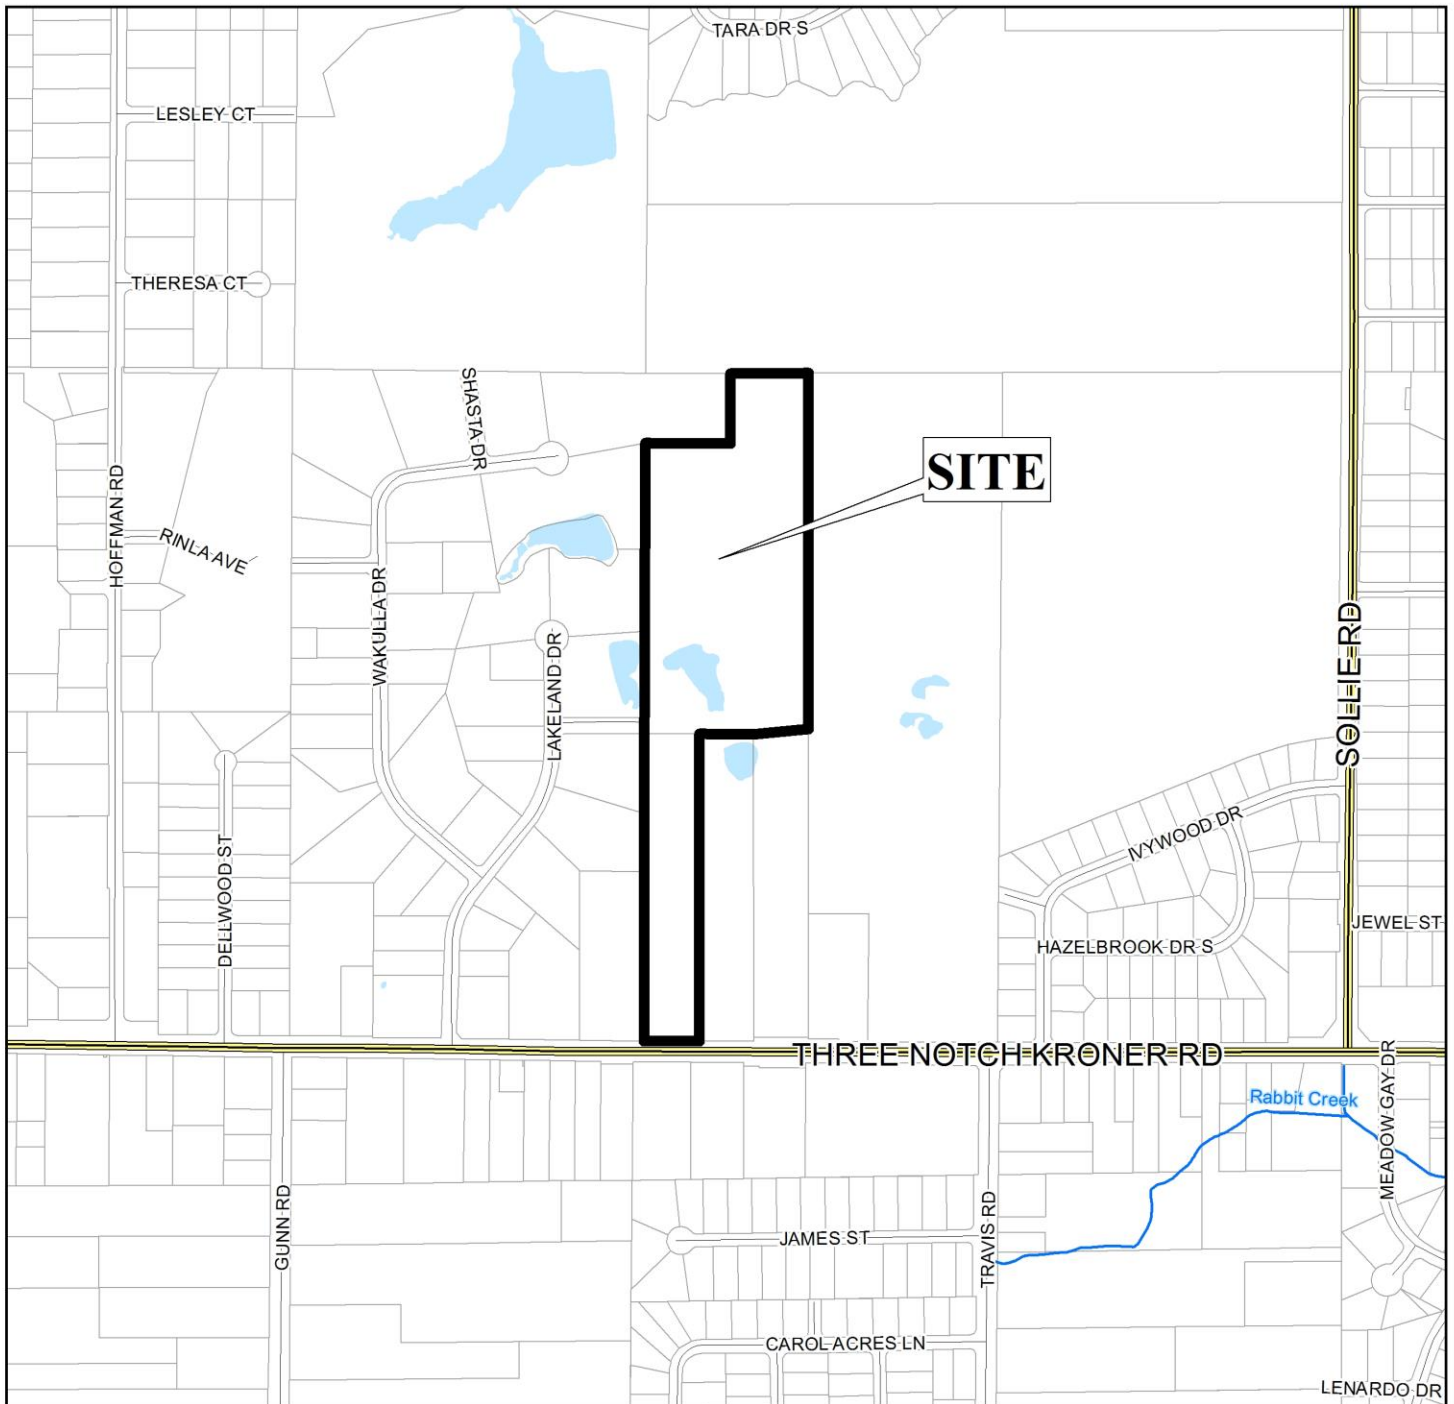 TARA DR S
LESLEY CT
THERESA CT
SHASTA DR
SITE
HOFFMAN RD
RINLA AVE
WAKULLA DR
LAKELAND DR
SOLLIE RD
DELLWOOD ST
IVYWOOD DR
JEWEL ST
HAZELBROOK DR S
THREE NOTCH KRONER RD
Rabbit Creek
MEADOW GAY DR
GUNN RD
TRAVIS RD
JAMES ST
CAROL ACRES LN
LENARDO DR